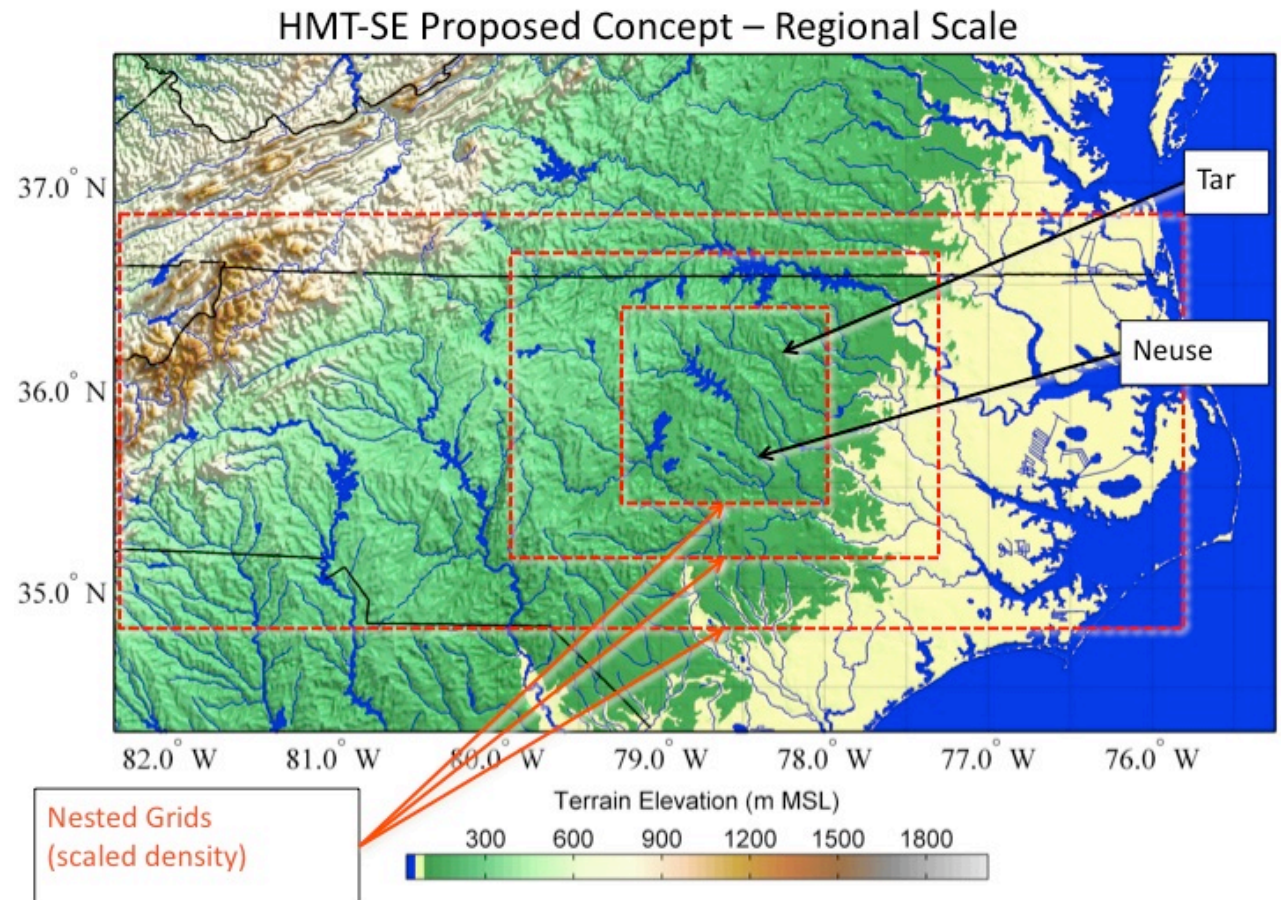 HMT-SE Proposed Concept – Regional Scale
37.0° N
Tar
Neuse
36.0° N
35.0° N
82.0° W 81.0° W 80.0° W 79.0° W 78.0° W 77.0° W 76.0° W
Nested Grids
(scaled density)
Terrain Elevation (m MSL)
300 600 900 1200 1500 1800